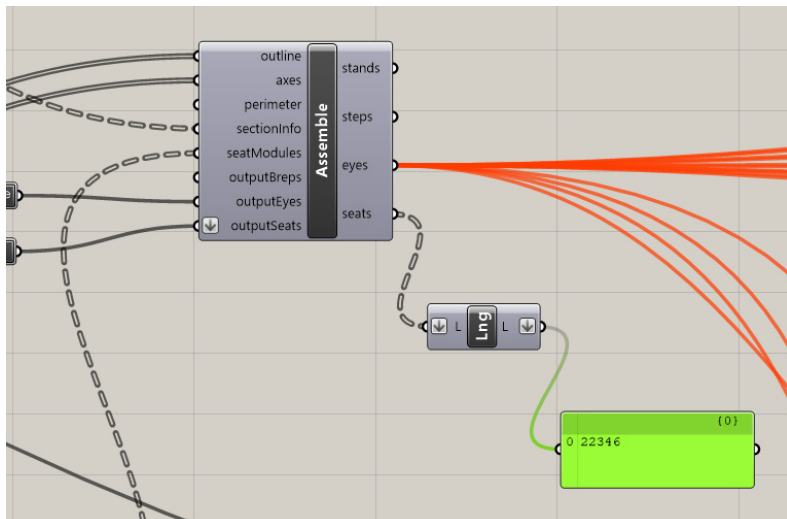 outline
axes
perimeter
sectionInfo
seatModules
outputBreps
outputEyes
outputSeats
Assemble
stands
steps
eyes
seats
L Lng L
{0}
0 22346